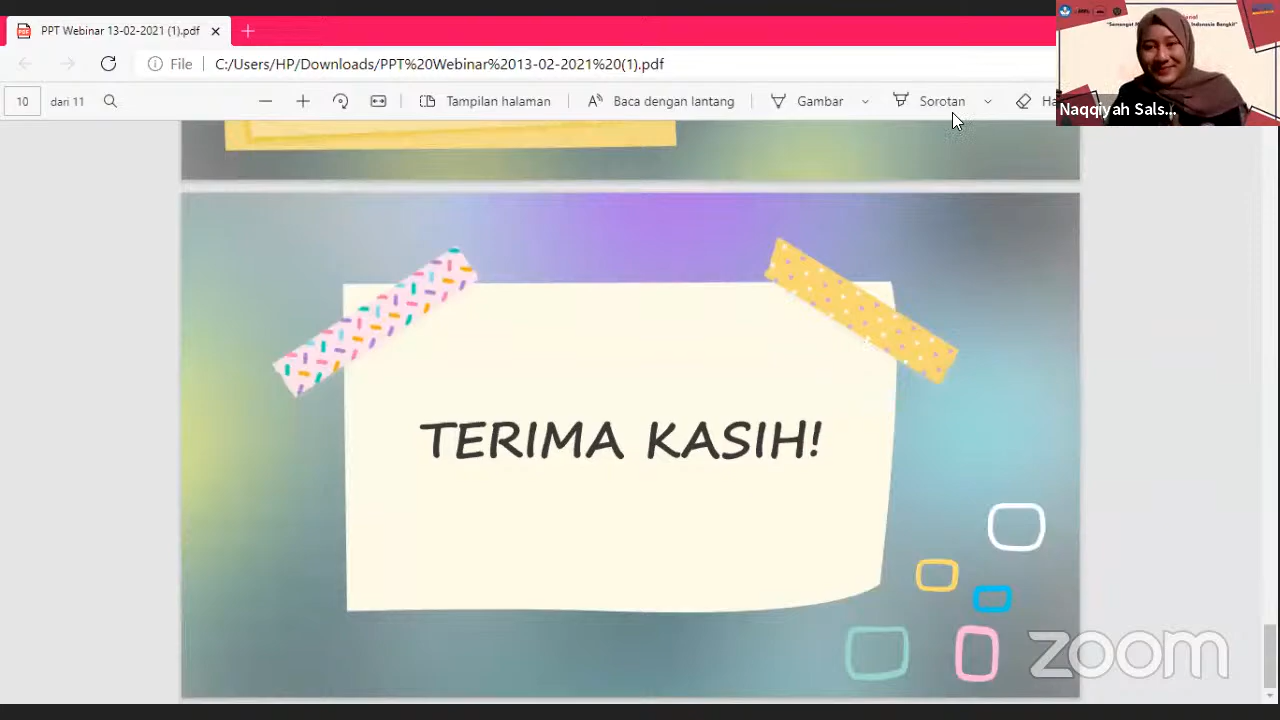 PPT Webinar 13-02-2021 (1).pdf
File
C:/Users/HP/Downloads/PPT%20Webinar%2013-02-2021%20(1).pdf
10 dari 11
Tampilan halaman
Baca dengan lantang
Gambar
Sorotan
Naqqiyah Sals...
TERIMA KASIH!
zoom